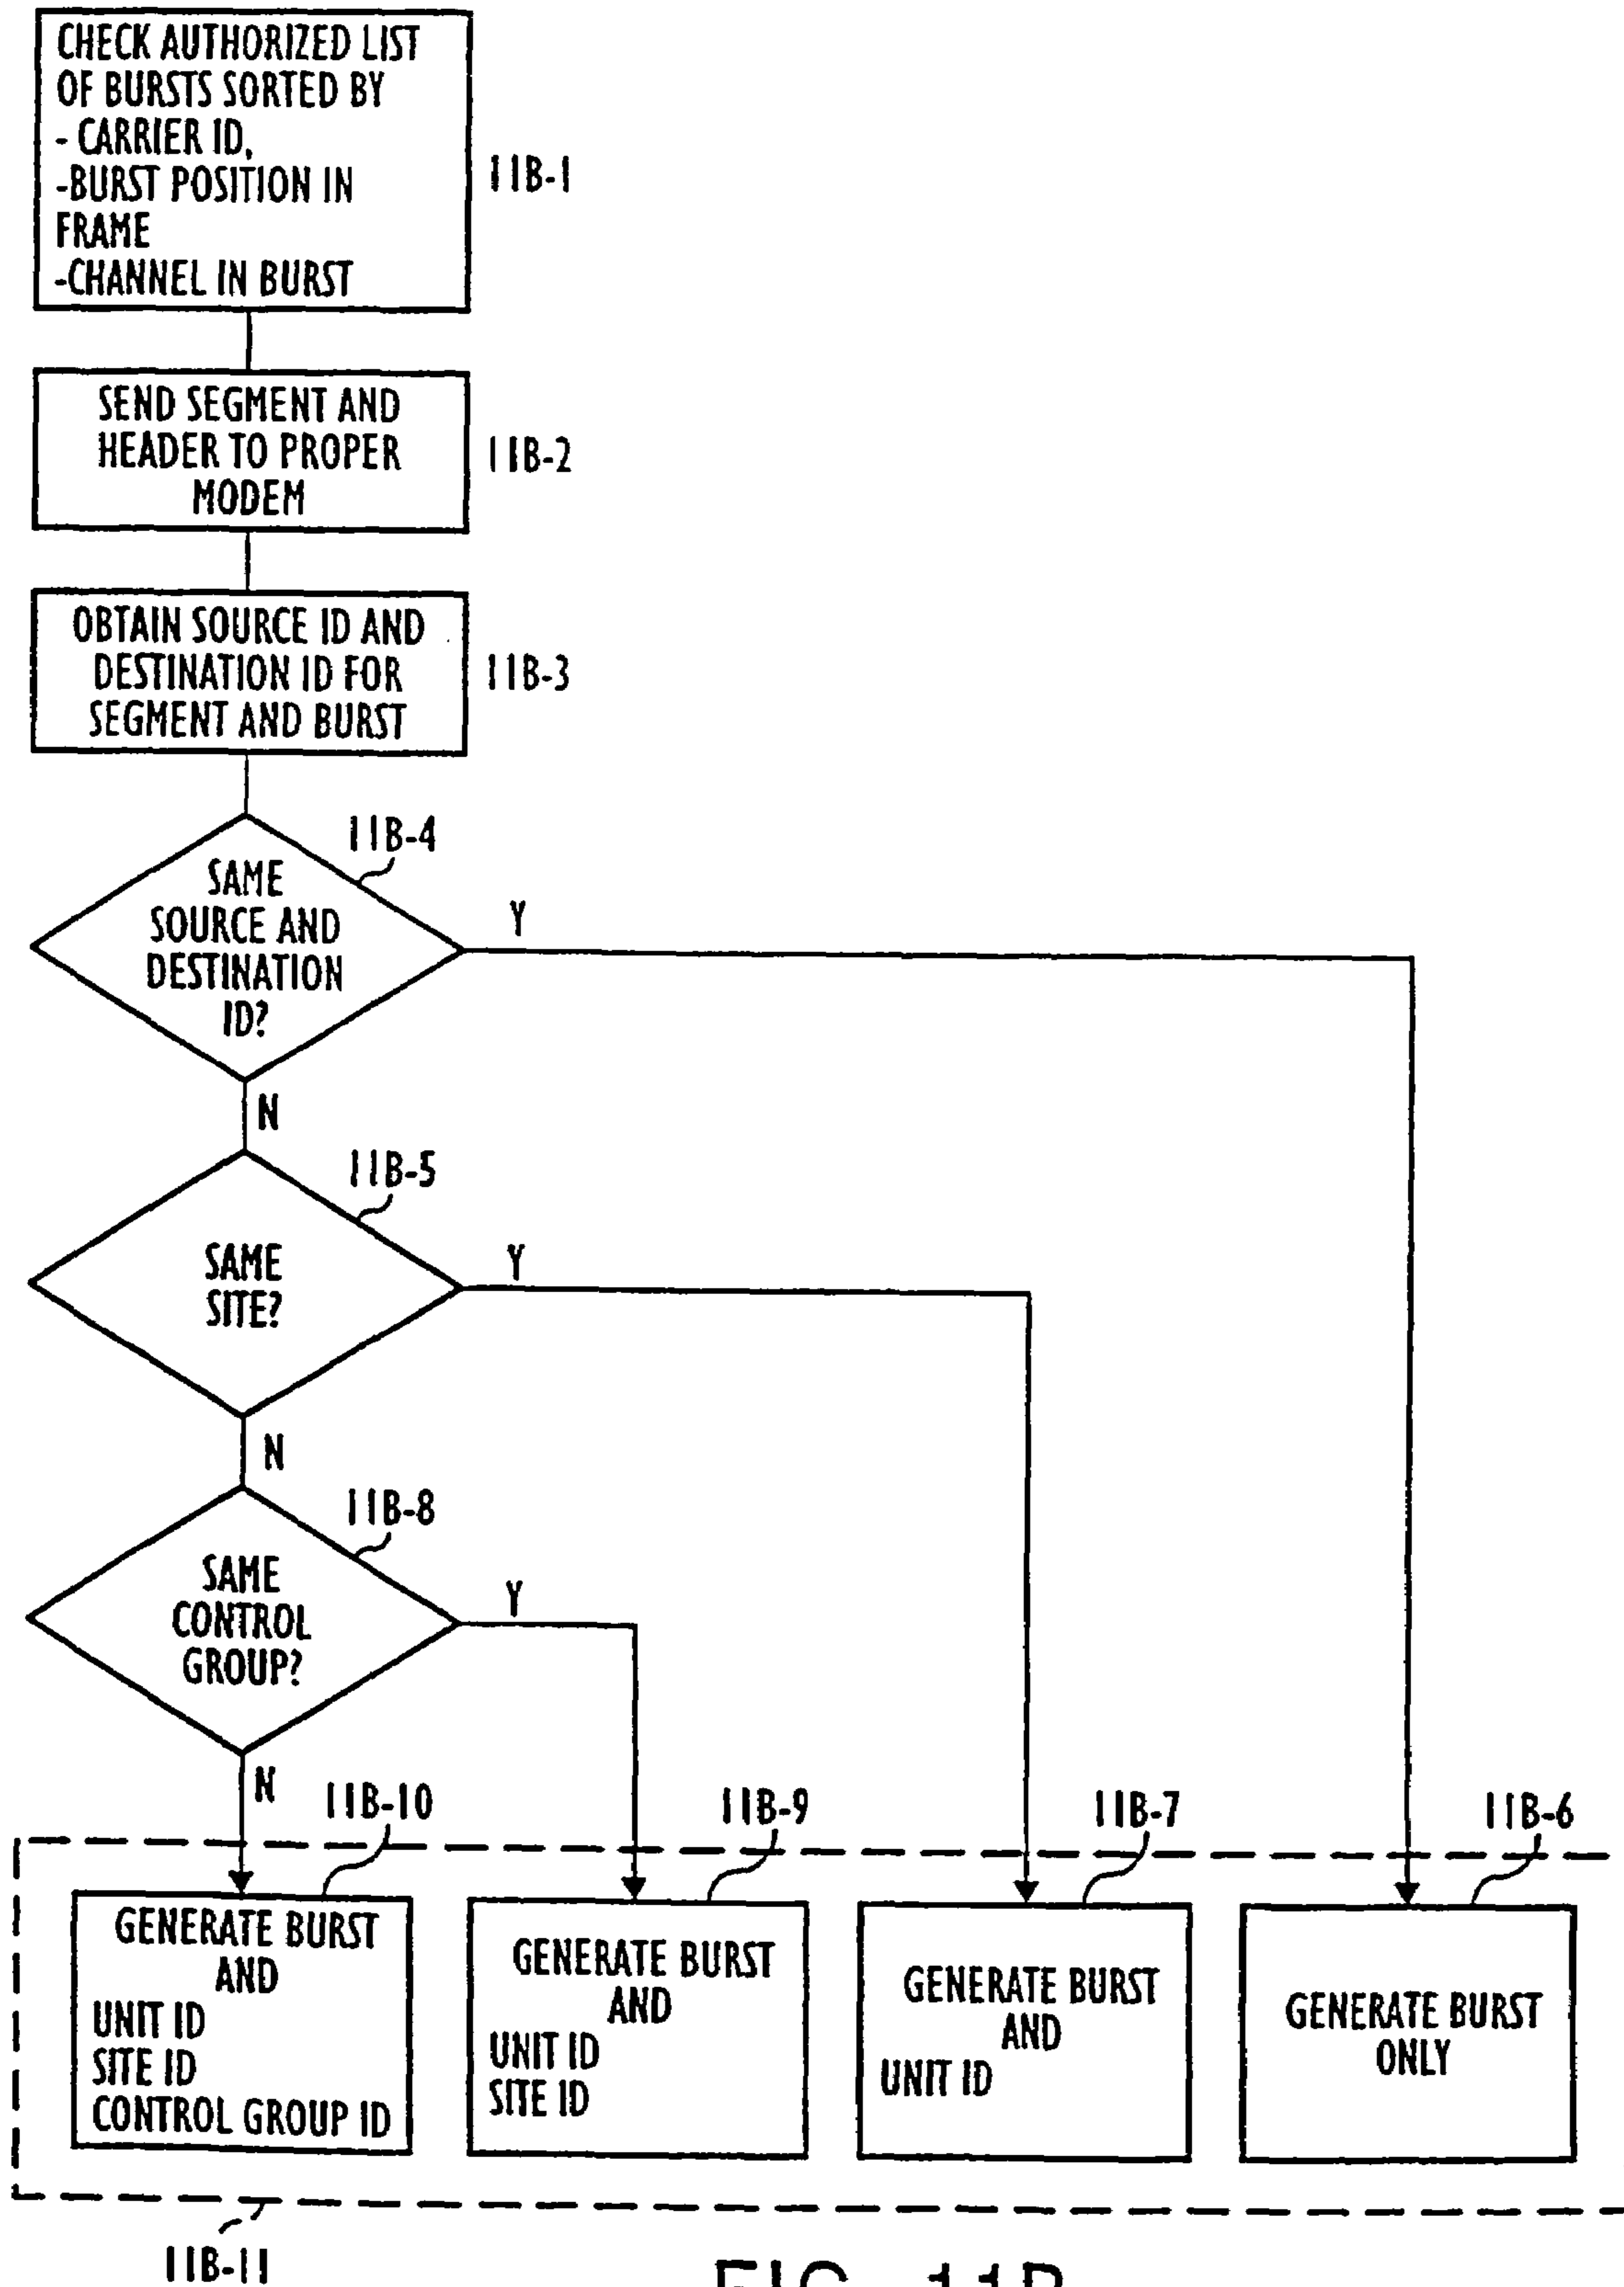 CHECK AUTHORIZED LIST
OF BURSTS SORTED BY
- CARRIER ID,
-BURST POSITION IN
FRAME
-CHANNEL IN BURST
11B-1
SEND SEGMENT AND
HEADER TO PROPER
MODEM
11B-2
OBTAIN SOURCE ID AND
DESTINATION ID FOR
SEGMENT AND BURST
11B-3
11B-4
SAME
SOURCE AND
DESTINATION
ID?
Y
N
11B-5
SAME
SITE?
Y
N
11B-8
SAME
CONTROL
GROUP?
Y
N
11B-10
GENERATE BURST
AND
UNIT ID
SITE ID
CONTROL GROUP ID
11B-9
GENERATE BURST
AND
UNIT ID
SITE ID
11B-7
GENERATE BURST
AND
UNIT ID
11B-6
GENERATE BURST
ONLY
11B-11
FIG. 11B